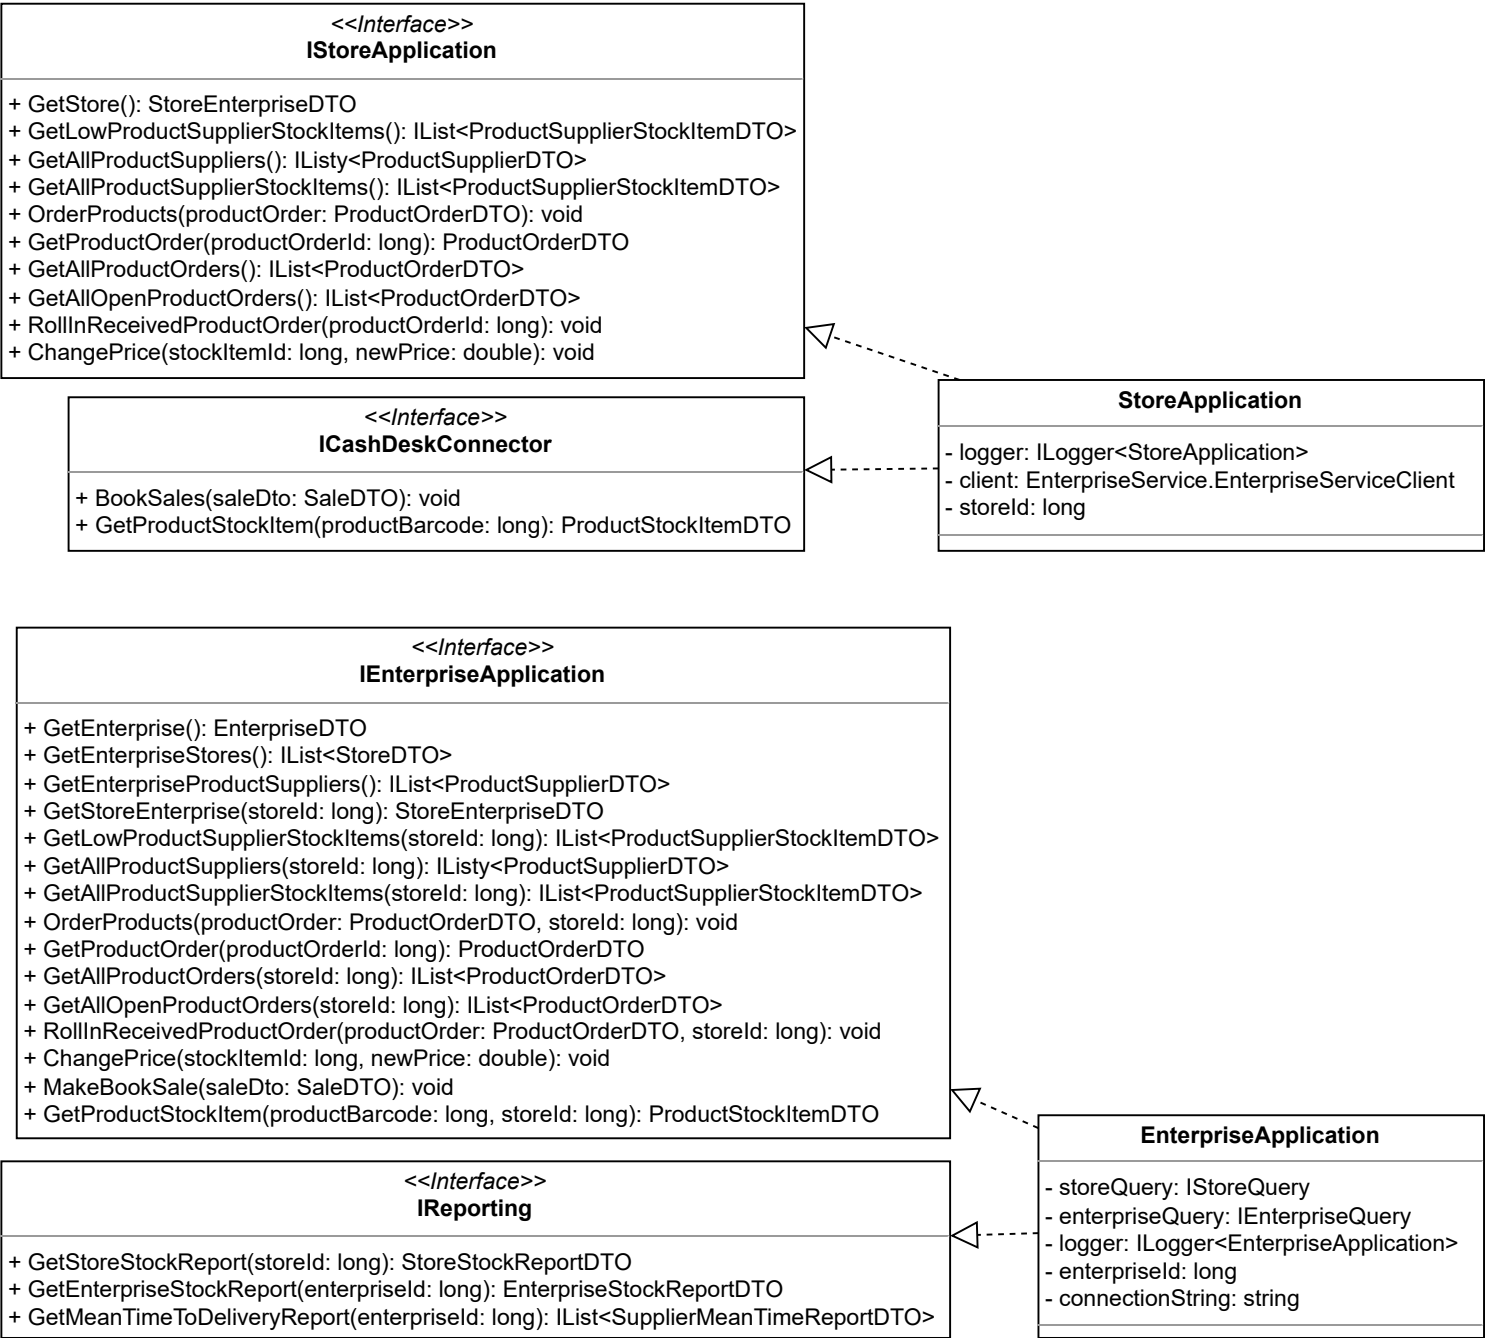 <<Interface>>
IStoreApplication
+ GetStore(): StoreEnterpriseDTO
+ GetLowProductSupplierStockItems(): IList<ProductSupplierStockItemDTO>
+ GetAllProductSuppliers(): IListy<ProductSupplierDTO>
+ GetAllProductSupplierStockItems(): IList<ProductSupplierStockItemDTO>
+ OrderProducts(productOrder: ProductOrderDTO): void
+ GetProductOrder(productOrderId: long): ProductOrderDTO
+ GetAllProductOrders(): IList<ProductOrderDTO>
+ GetAllOpenProductOrders(): IList<ProductOrderDTO>
+ RollInReceivedProductOrder(productOrderId: long): void
+ ChangePrice(stockItemId: long, newPrice: double): void
<<Interface>>
ICashDeskConnector
+ BookSales(saleDto: SaleDTO): void
+ GetProductStockItem(productBarcode: long): ProductStockItemDTO
StoreApplication
- logger: ILogger<StoreApplication>
- client: EnterpriseService.EnterpriseServiceClient
- storeId: long
<<Interface>>
IEnterpriseApplication
+ GetEnterprise(): EnterpriseDTO
+ GetEnterpriseStores(): IList<StoreDTO>
+ GetEnterpriseProductSuppliers(): IList<ProductSupplierDTO>
+ GetStoreEnterprise(storeId: long): StoreEnterpriseDTO
+ GetLowProductSupplierStockItems(storeId: long): IList<ProductSupplierStockItemDTO>
+ GetAllProductSuppliers(storeId: long): IListy<ProductSupplierDTO>
+ GetAllProductSupplierStockItems(storeId: long): IList<ProductSupplierStockItemDTO>
+ OrderProducts(productOrder: ProductOrderDTO, storeId: long): void
+ GetProductOrder(productOrderId: long): ProductOrderDTO
+ GetAllProductOrders(storeId: long): IList<ProductOrderDTO>
+ GetAllOpenProductOrders(storeId: long): IList<ProductOrderDTO>
+ RollInReceivedProductOrder(productOrder: ProductOrderDTO, storeId: long): void
+ ChangePrice(stockItemId: long, newPrice: double): void
+ MakeBookSale(saleDto: SaleDTO): void
+ GetProductStockItem(productBarcode: long, storeId: long): ProductStockItemDTO
<<Interface>>
IReporting
+ GetStoreStockReport(storeId: long): StoreStockReportDTO
+ GetEnterpriseStockReport(enterpriseId: long): EnterpriseStockReportDTO
+ GetMeanTimeToDeliveryReport(enterpriseId: long): IList<SupplierMeanTimeReportDTO>
EnterpriseApplication
- storeQuery: IStoreQuery
- enterpriseQuery: IEnterpriseQuery
- logger: ILogger<EnterpriseApplication>
- enterpriseId: long
- connectionString: string